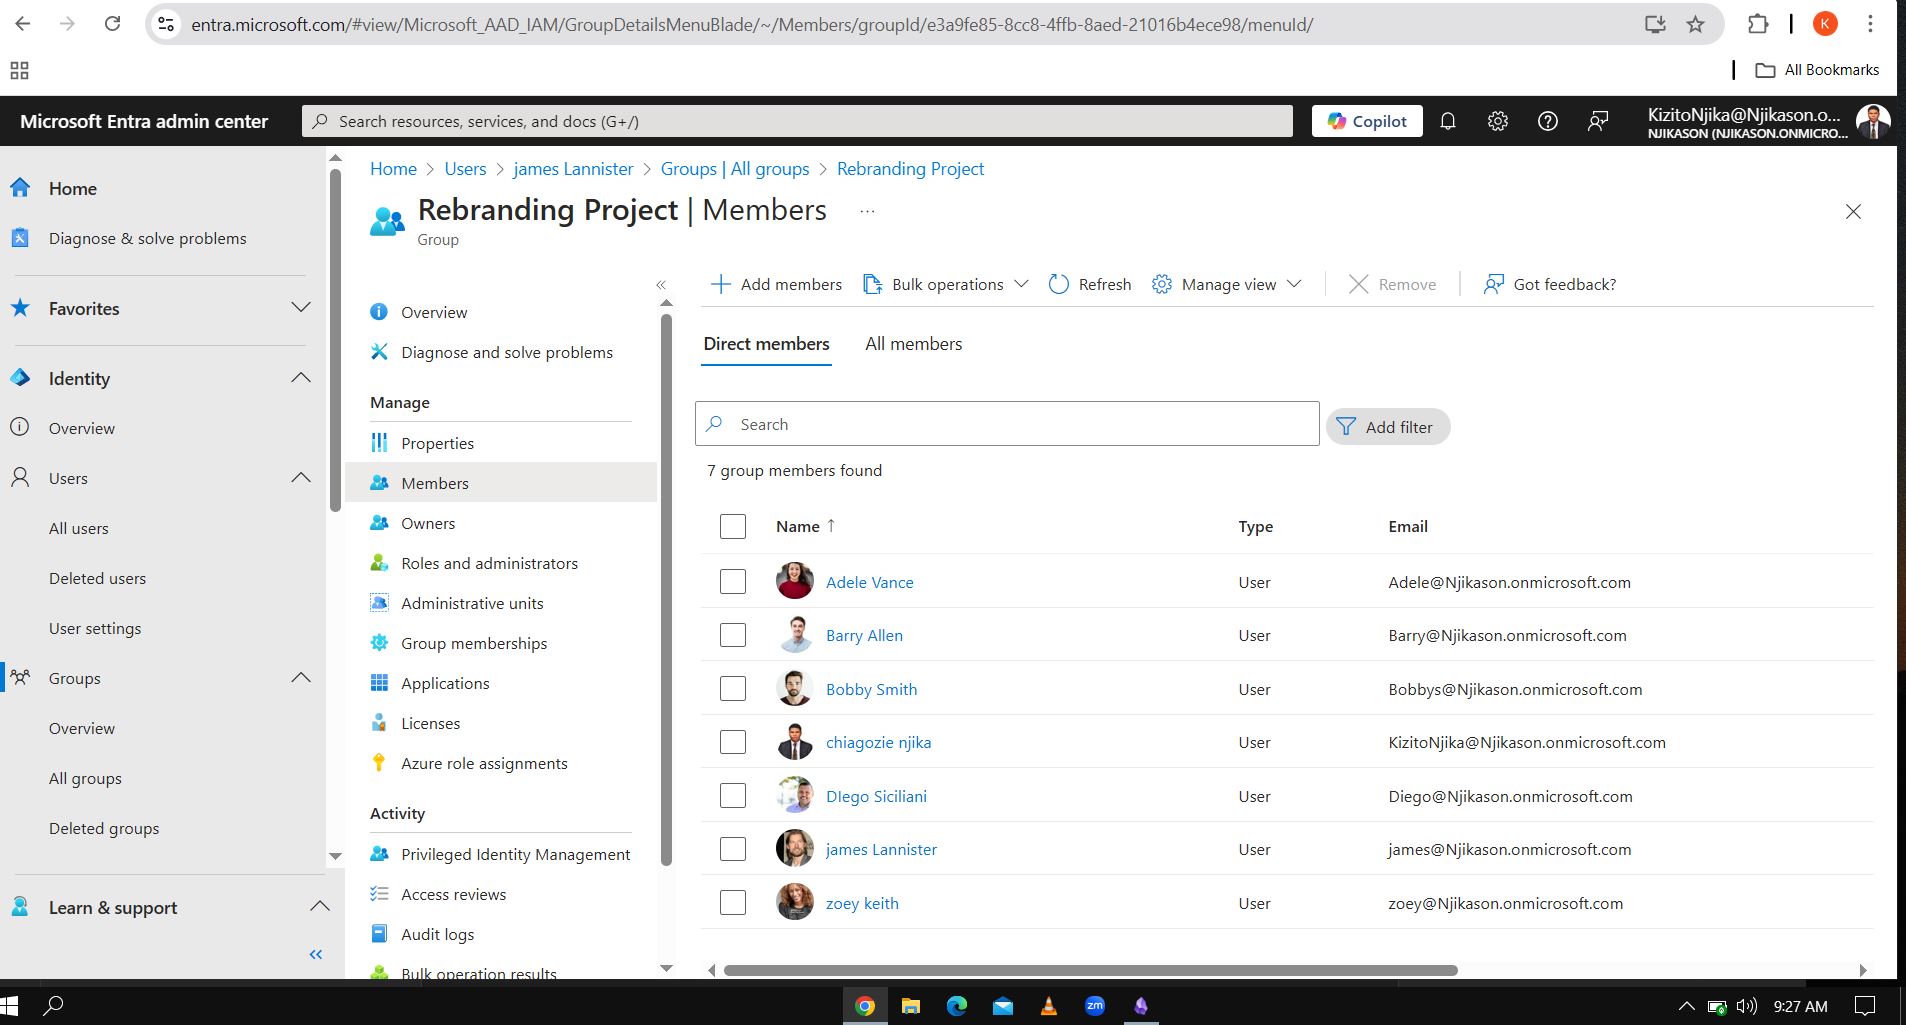 entra.microsoft.com/#view/Microsoft_AAD_IAM/GroupDetailsMenuBlade/~/Members/groupId/e3a9fe85-8cc8-4ffb-8aed-21016b4ece98/menuId/
K
All Bookmarks
Microsoft Entra admin center
Search resources, services, and docs (G+/)
Copilot
KizitoNjika@Njikason.o...
NJIKASON (NJIKASON.ONMICRO...
Home
Diagnose & solve problems
Favorites
Identity
Overview
Users
All users
Deleted users
User settings
Groups
Overview
All groups
Deleted groups
Learn & support
Home > Users > james Lannister > Groups | All groups > Rebranding Project
Rebranding Project | Members ...
Group
Overview
Diagnose and solve problems
Manage
Properties
Members
Owners
Roles and administrators
Administrative units
Group memberships
Applications
Licenses
Azure role assignments
Activity
Privileged Identity Management
Access reviews
Audit logs
Bulk operation results
Add members
Bulk operations
Refresh
Manage view
Remove
Got feedback?
Direct members
All members
Search
Add filter
7 group members found
Name ↑ Type Email
Adele Vance User Adele@Njikason.onmicrosoft.com
Barry Allen User Barry@Njikason.onmicrosoft.com
Bobby Smith User Bobbys@Njikason.onmicrosoft.com
chiagozie njika User KizitoNjika@Njikason.onmicrosoft.com
DIego Siciliani User Diego@Njikason.onmicrosoft.com
james Lannister User james@Njikason.onmicrosoft.com
zoey keith User zoey@Njikason.onmicrosoft.com
zm
9:27 AM